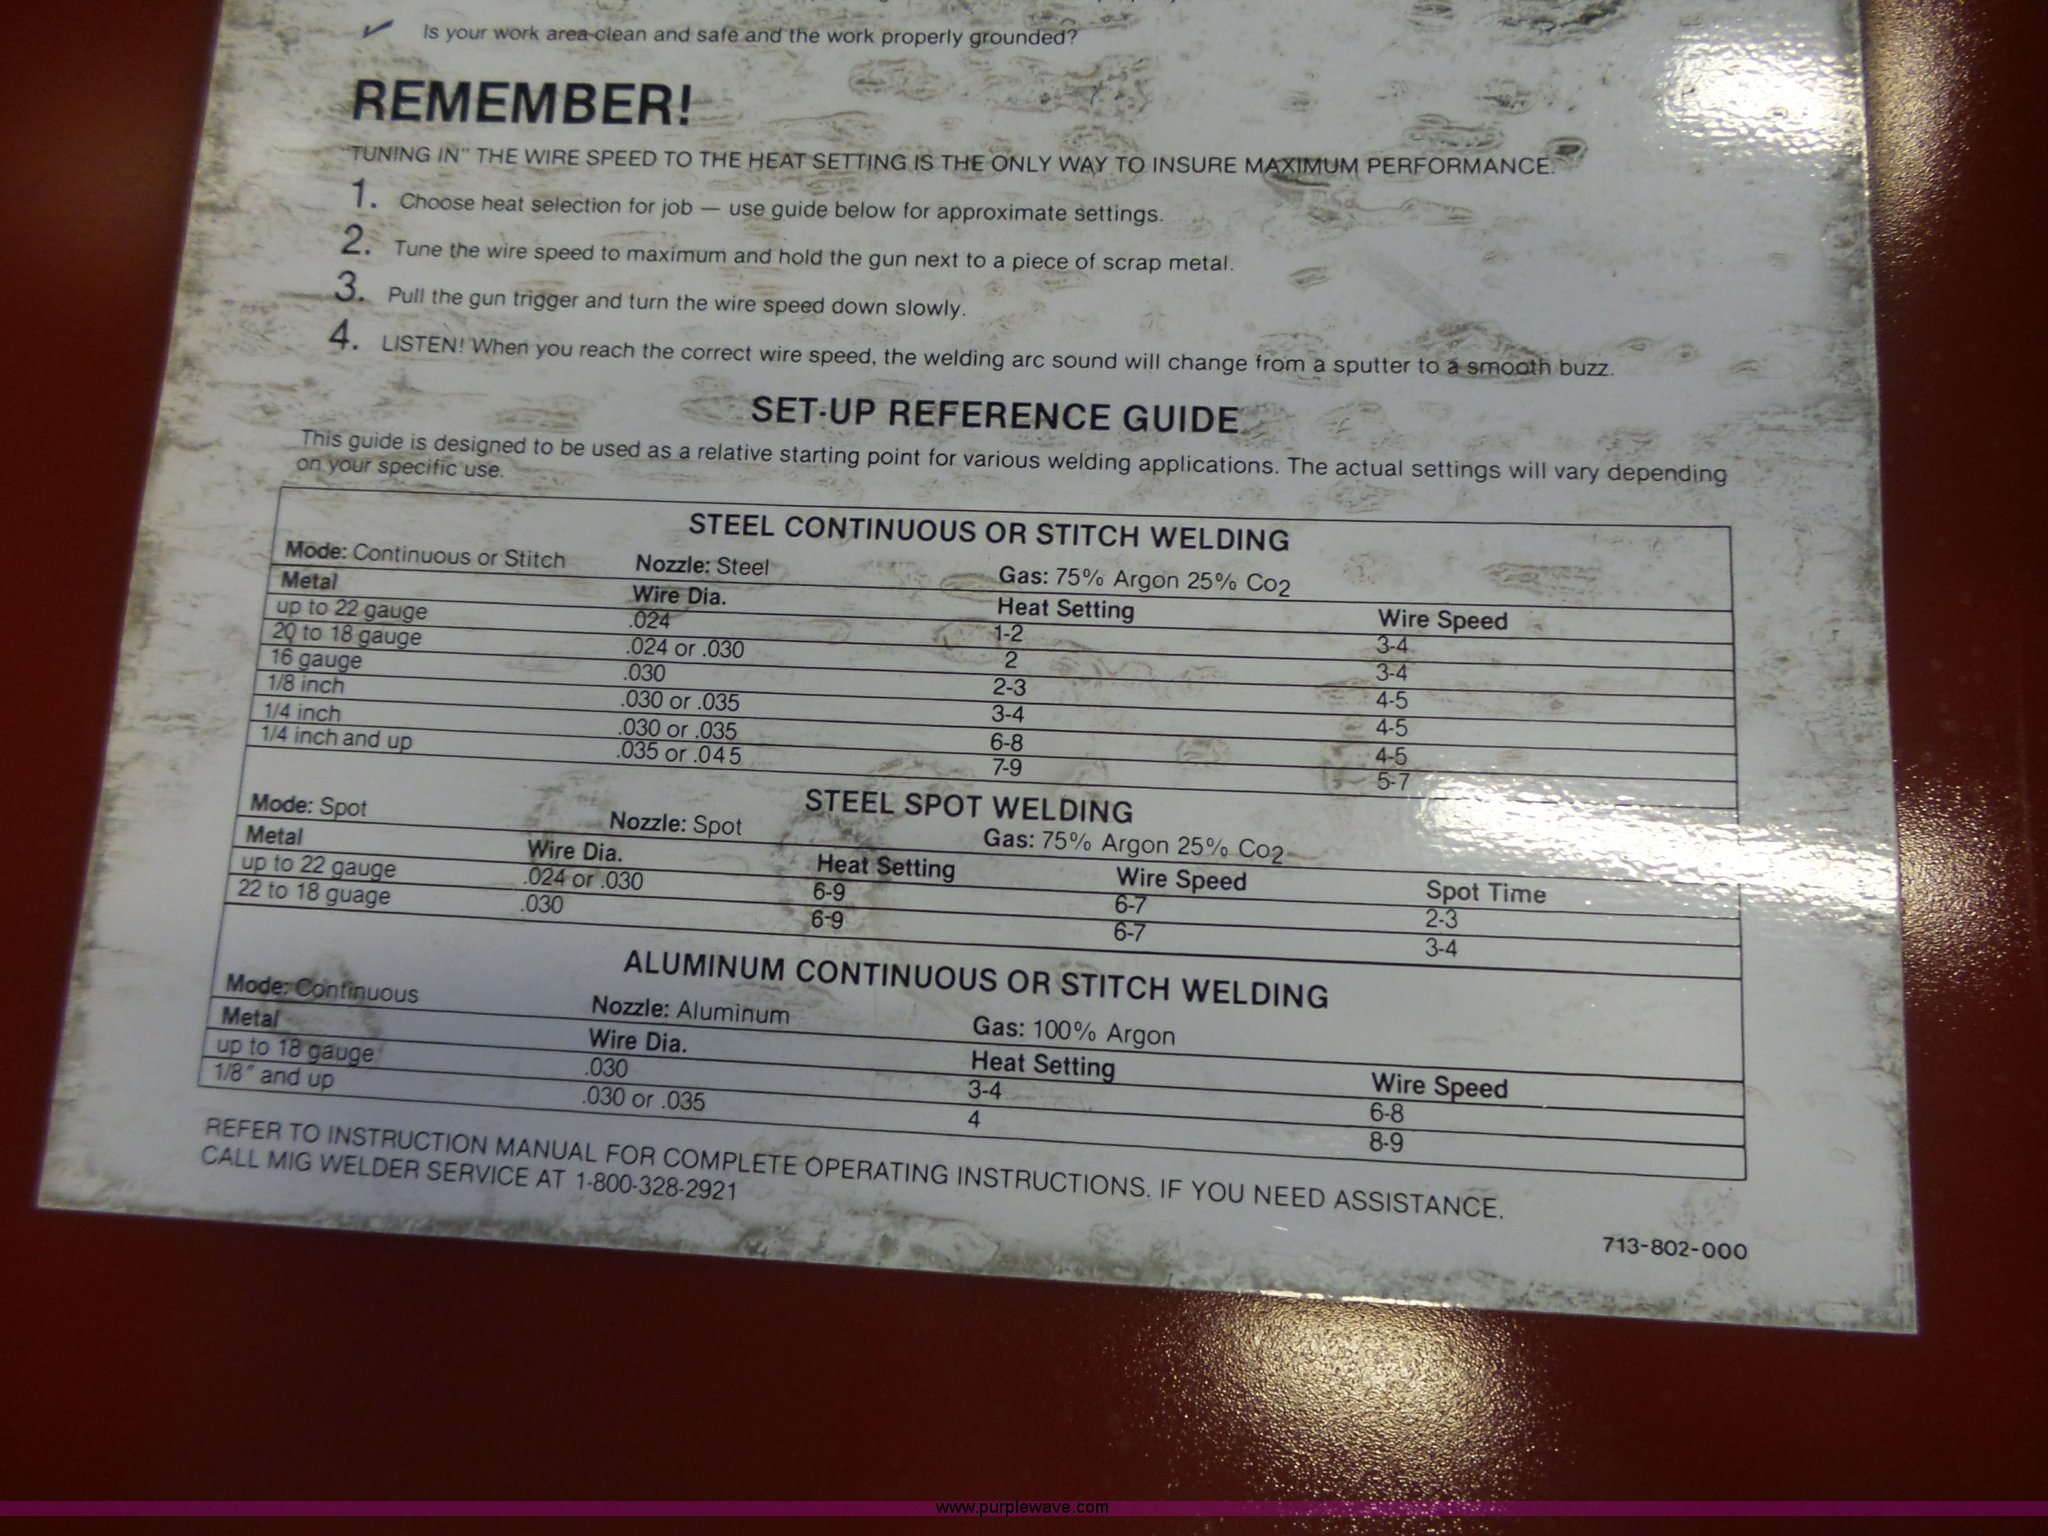 ✓ Is your work area clean and safe and the work properly grounded?
REMEMBER!
"TUNING IN" THE WIRE SPEED TO THE HEAT SETTING IS THE ONLY WAY TO INSURE MAXIMUM PERFORMANCE.
1. Choose heat selection for job — use guide below for approximate settings.
2. Tune the wire speed to maximum and hold the gun next to a piece of scrap metal.
3. Pull the gun trigger and turn the wire speed down slowly.
4. LISTEN! When you reach the correct wire speed, the welding arc sound will change from a sputter to a smooth buzz.
SET-UP REFERENCE GUIDE
This guide is designed to be used as a relative starting point for various welding applications. The actual settings will vary depending
on your specific use.
STEEL CONTINUOUS OR STITCH WELDING
Mode: Continuous or Stitch Nozzle: Steel Gas: 75% Argon 25% Co2
Metal Wire Dia. Heat Setting Wire Speed
up to 22 gauge .024 1-2 3-4
20 to 18 gauge .024 or .030 2 3-4
16 gauge .030 2-3 4-5
1/8 inch .030 or .035 3-4 4-5
1/4 inch .030 or .035 6-8 4-5
1/4 inch and up .035 or .045 7-9 5-7
STEEL SPOT WELDING
Mode: Spot Nozzle: Spot Gas: 75% Argon 25% Co2
Metal Wire Dia. Heat Setting Wire Speed Spot Time
up to 22 gauge .024 or .030 6-9 6-7 2-3
22 to 18 guage .030 6-9 6-7 3-4
ALUMINUM CONTINUOUS OR STITCH WELDING
Mode: Continuous Nozzle: Aluminum Gas: 100% Argon
Metal Wire Dia. Heat Setting Wire Speed
up to 18 gauge .030 3-4 6-8
1/8" and up .030 or .035 4 8-9
REFER TO INSTRUCTION MANUAL FOR COMPLETE OPERATING INSTRUCTIONS. IF YOU NEED ASSISTANCE.
CALL MIG WELDER SERVICE AT 1-800-328-2921
713-802-000
www.purplewave.com